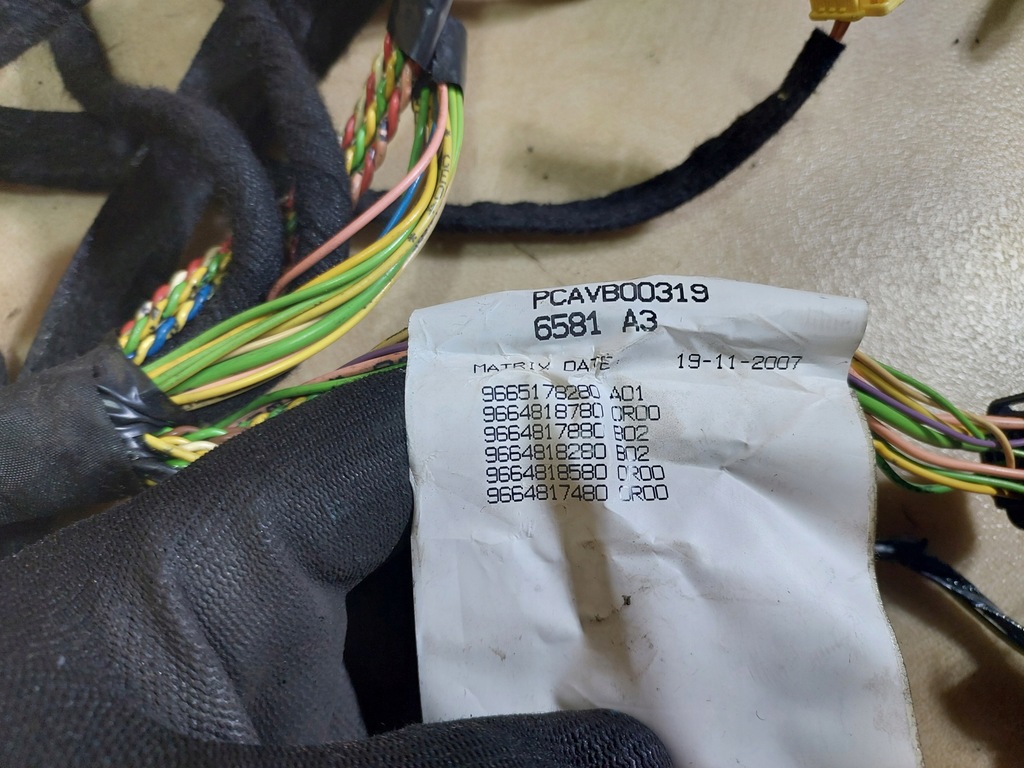 PCAVB00319
6581 A3
MATRIX DATE: 19-11-2007
9665178280 A01
9664818780 0R00
9664817880 B02
9664818280 B02
9664818580 0R00
9664817480 0R00